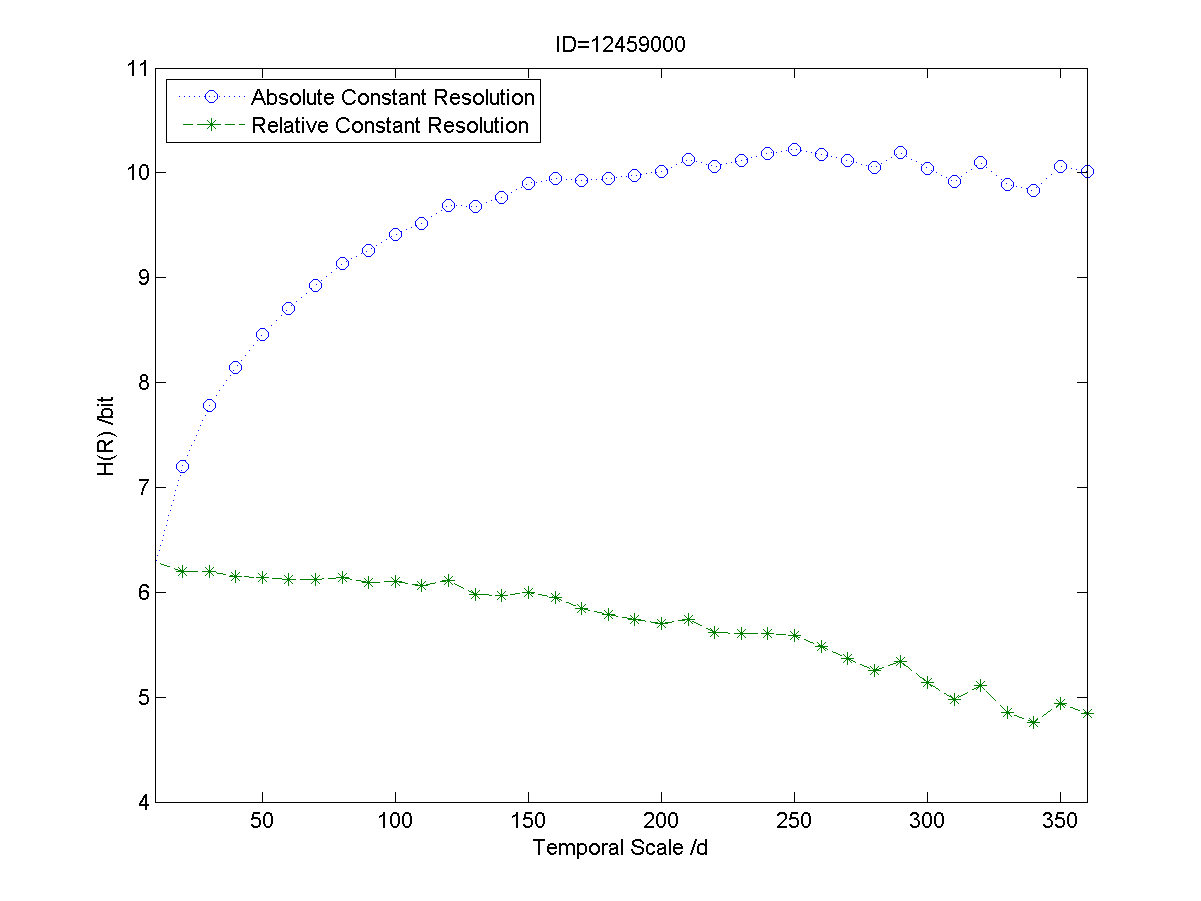 ID=12459000
11
Absolute Constant Resolution
Relative Constant Resolution
10
9
8
7
6
5
4
H(R) /bit
50 100 150 200 250 300 350
Temporal Scale /d